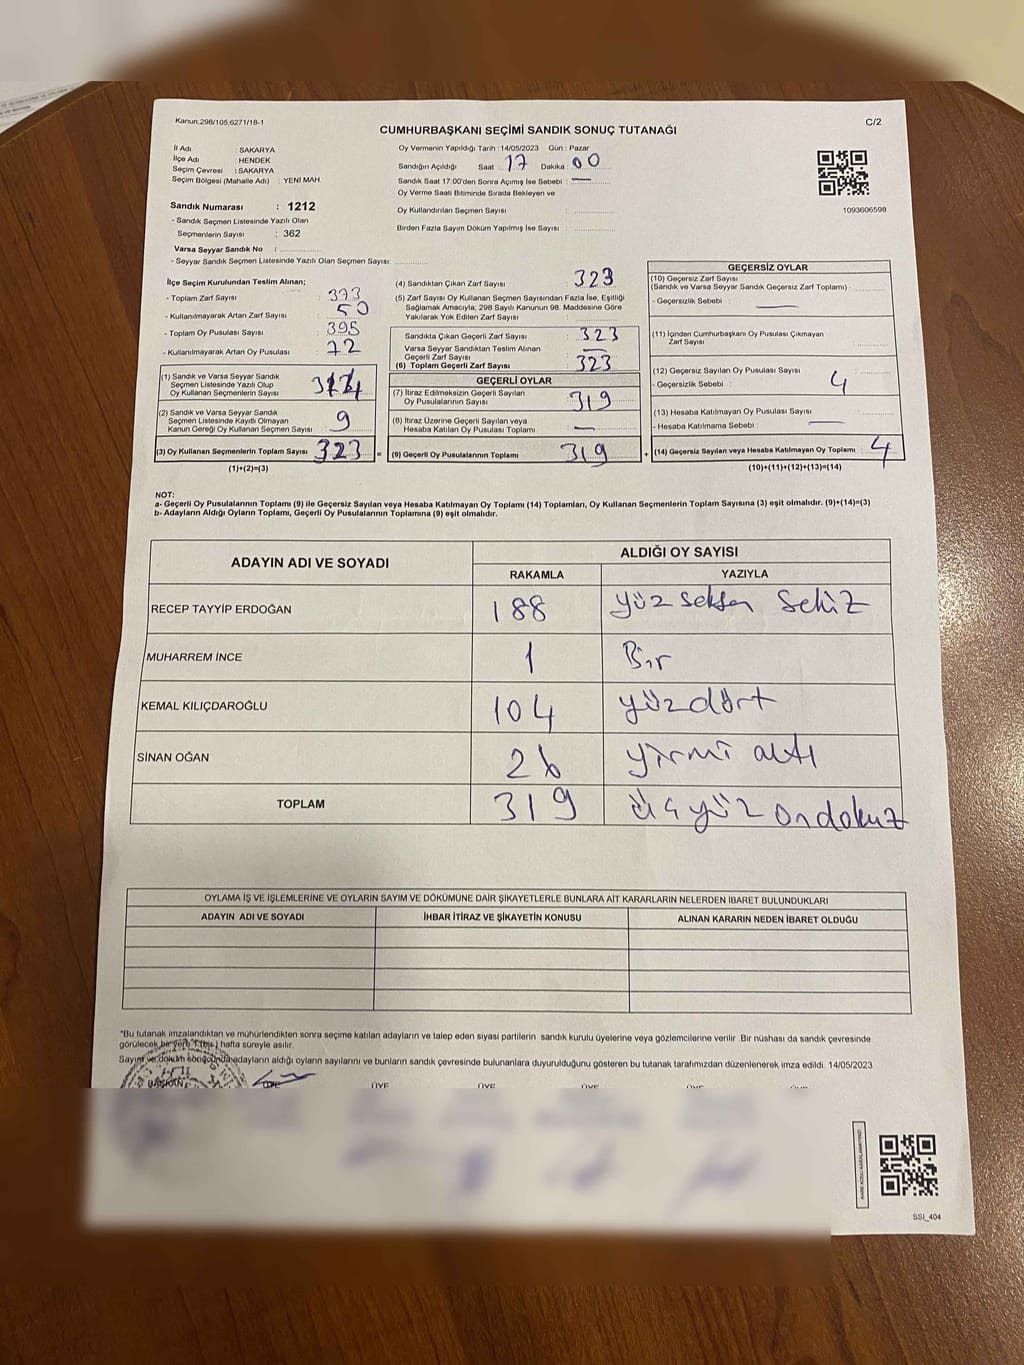 Kanun:298/105,6271/18-1
C/2
CUMHURBAŞKANI SEÇİMİ SANDIK SONUÇ TUTANAĞI
İl Adı : SAKARYA
İlçe Adı : HENDEK
Seçim Çevresi : SAKARYA
Seçim Bölgesi (Mahalle Adı) : YENİ MAH
Oy Vermenin Yapıldığı Tarih : 14/05/2023 Gün : Pazar
Sandığın Açıldığı Saat : 17 Dakika : 00
Sandık Saat 17:00'den Sonra Açımış İse Sebebi : —
Oy Verme Saati Bitiminde Sırada Bekleyen ve
Oy Kullandırılan Seçmen Sayısı :
Birden Fazla Sayım Döküm Yapılmış İse Sayısı :
1093606598
Sandık Numarası : 1212
- Sandık Seçmen Listesinde Yazılı Olan
Seçmenlerin Sayısı : 362
Varsa Seyyar Sandık No :
- Seyyar Sandık Seçmen Listesinde Yazılı Olan Seçmen Sayısı:
İlçe Seçim Kurulundan Teslim Alınan;
- Toplam Zarf Sayısı : 373
- Kullanılmayarak Artan Zarf Sayısı : 50
- Toplam Oy Pusulası Sayısı : 395
- Kullanılmayarak Artan Oy Pusulası : 72
(1) Sandık ve Varsa Seyyar Sandık
Seçmen Listesinde Yazılı Olup
Oy Kullanan Seçmenlerin Sayısı
(2) Sandık ve Varsa Seyyar Sandık
Seçmen Listesinde Kayıtlı Olmayan
Kanun Gereği Oy Kullanan Seçmen Sayısı : 9
(3) Oy Kullanan Seçmenlerin Toplam Sayısı : 323 =
(1)+(2)=(3)
(4) Sandıktan Çıkan Zarf Sayısı : 323
(5) Zarf Sayısı Oy Kullanan Seçmen Sayısından Fazla İse, Eşitliği
Sağlamak Amacıyla, 298 Sayılı Kanunun 98. Maddesine Göre
Yakılarak Yok Edilen Zarf Sayısı :
Sandıkta Çıkan Geçerli Zarf Sayısı : 323
Varsa Seyyar Sandıktan Teslim Alınan
Geçerli Zarf Sayısı : —
(6) Toplam Geçerli Zarf Sayısı : 323
GEÇERLİ OYLAR
(7) İtiraz Edilmeksizin Geçerli Sayılan
Oy Pusulalarının Sayısı : 319
(8) İtiraz Üzerine Geçerli Sayılan veya
Hesaba Katılan Oy Pusulası Toplamı : —
(9) Geçerli Oy Pusulalarının Toplamı : 319 +
GEÇERSİZ OYLAR
(10) Geçersiz Zarf Sayısı
(Sandık ve Varsa Seyyar Sandık Geçersiz Zarf Toplamı) :
- Geçersizlik Sebebi : —
(11) İçinden Cumhurbaşkanı Oy Pusulası Çıkmayan
Zarf Sayısı :
(12) Geçersiz Sayılan Oy Pusulası Sayısı :
- Geçersizlik Sebebi : 4
(13) Hesaba Katılmayan Oy Pusulası Sayısı :
- Hesaba Katılmama Sebebi : —
(14) Geçersiz Sayılan veya Hesaba Katılmayan Oy Toplamı : 4
(10)+(11)+(12)+(13)=(14)
NOT:
a- Geçerli Oy Pusulalarının Toplamı (9) ile Geçersiz Sayılan veya Hesaba Katılmayan Oy Toplamı (14) Toplamları, Oy Kullanan Seçmenlerin Toplam Sayısına (3) eşit olmalıdır. (9)+(14)=(3)
b- Adayların Aldığı Oyların Toplamı, Geçerli Oy Pusulalarının Toplamına (9) eşit olmalıdır.
ADAYIN ADI VE SOYADI
ALDIĞI OY SAYISI
RAKAMLA YAZIYLA
RECEP TAYYİP ERDOĞAN 188 yüz seksen sekiz
MUHARREM İNCE 1 Bir
KEMAL KILIÇDAROĞLU 104 yüzdört
SİNAN OĞAN 26 yirmi altı
TOPLAM 319 üçyüz ondokuz
OYLAMA İŞ VE İŞLEMLERİNE VE OYLARIN SAYIM VE DÖKÜMÜNE DAİR ŞİKAYETLERLE BUNLARA AİT KARARLARIN NELERDEN İBARET BULUNDUKLARI
ADAYIN ADI VE SOYADI İHBAR İTİRAZ VE ŞİKAYETİN KONUSU ALINAN KARARIN NEDEN İBARET OLDUĞU
*Bu tutanak imzalandıktan ve mühürlendikten sonra seçime katılan adayların ve talep eden siyasi partilerin sandık kurulu üyelerine veya gözlemcilerine verilir. Bir nüshası da sandık çevresinde
görülecek bir yere 1 (bir) hafta süreyle asılır.
Sayım ve döküm sonucunda adayların aldığı oyların sayılarını ve bunların sandık çevresinde bulunanlara duyurulduğunu gösteren bu tutanak tarafımızdan düzenlenerek imza edildi. 14/05/2023
BAŞKAN ÜYE ÜYE ÜYE ÜYE
SSI_404